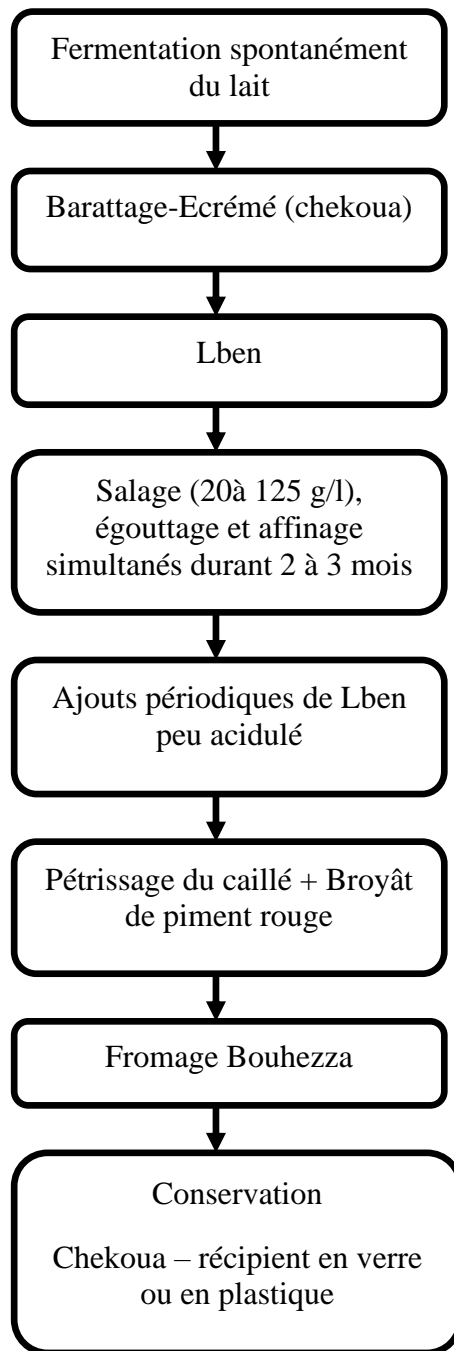 Fermentation spontanément
du lait
Barattage-Ecrémé (chekoua)
Lben
Salage (20à 125 g/l),
égouttage et affinage
simultanés durant 2 à 3 mois
Ajouts périodiques de Lben
peu acidulé
Pétrissage du caillé + Broyât
de piment rouge
Fromage Bouhezza
Conservation
Chekoua – récipient en verre
ou en plastique